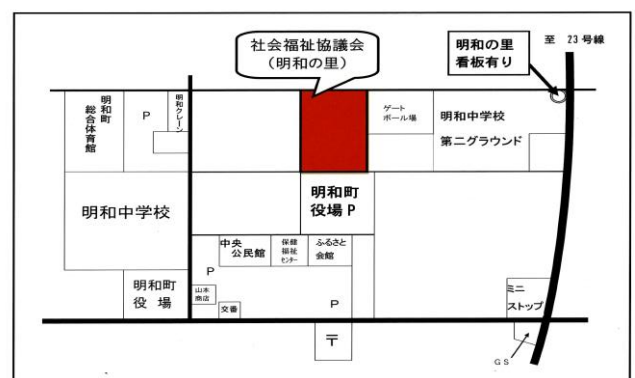 社会福祉協議会
（明和の里）
明和の里
看板有り
至 23号線
明和町
総合体育館
P
明和クレーン
ゲート
ボール場
明和中学校
第二グラウンド
明和中学校
明和町
役場P
中央
公民館
保健
福祉
センター
ふるさと
会館
P
明和町
役 場
山本
商店
交番
P
ミニ
ストップ
〒
GS